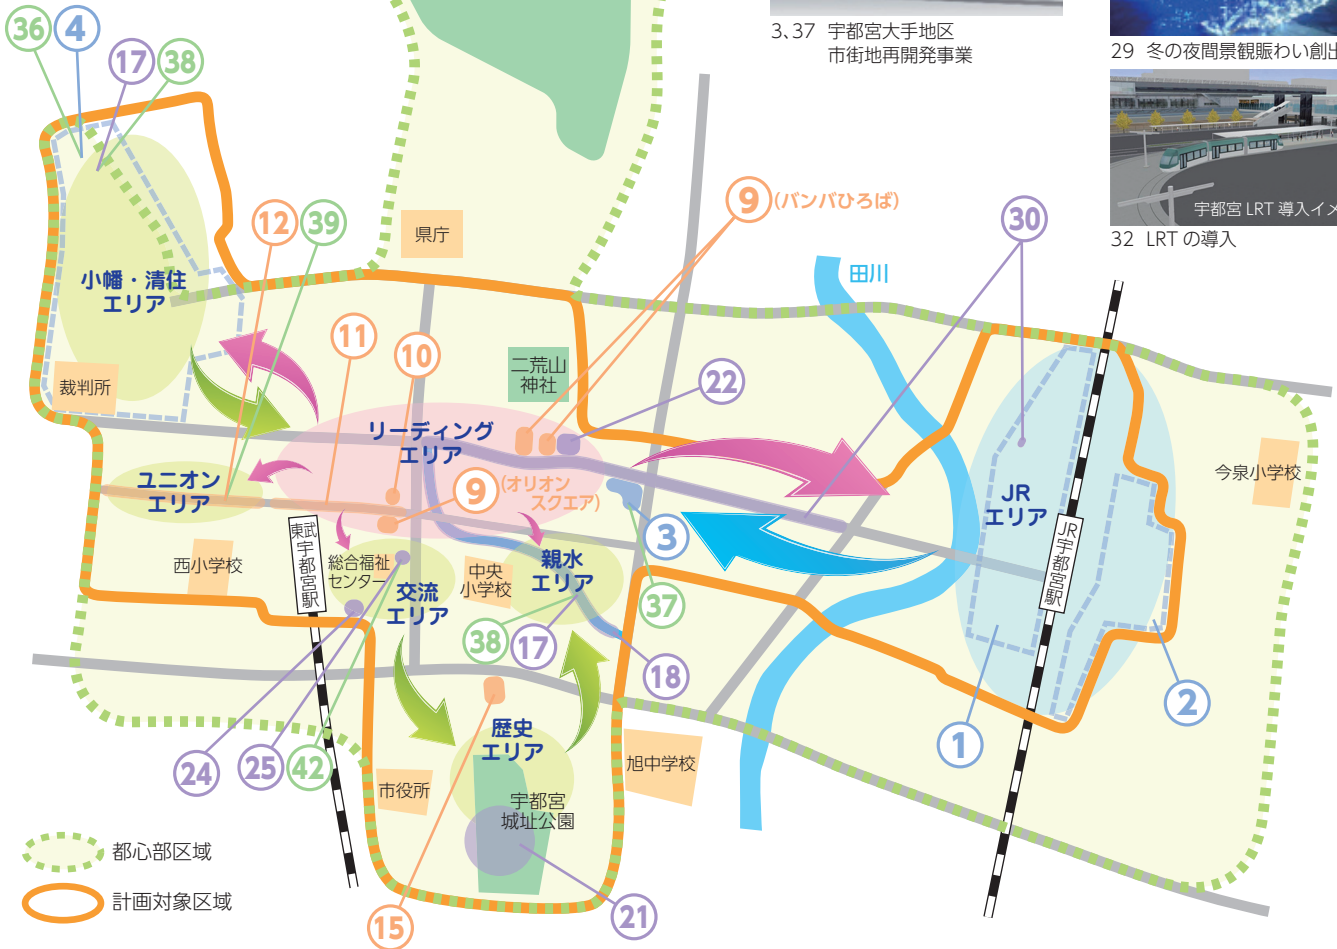 3、37 宇都宮大手地区
市街地再開発事業
29 冬の夜間景観賑わい創出
宇都宮 LRT 導入イメ
32 LRT の導入
36
4
17
38
12
39
小幡・清住
エリア
裁判所
県庁
11
10
9
(バンバひろば)
二荒山
神社
22
田川
30
リーディング
エリア
ユニオン
エリア
9
(オリオン
スクエア)
3
37
JR
エリア
JR宇都宮駅
今泉小学校
西小学校
東武宇都宮駅
総合福祉
センター
交流
エリア
中央
小学校
親水
エリア
38
17
18
24
25
42
歴史
エリア
旭中学校
市役所
宇都宮
城址公園
15
21
1
2
都心部区域
計画対象区域